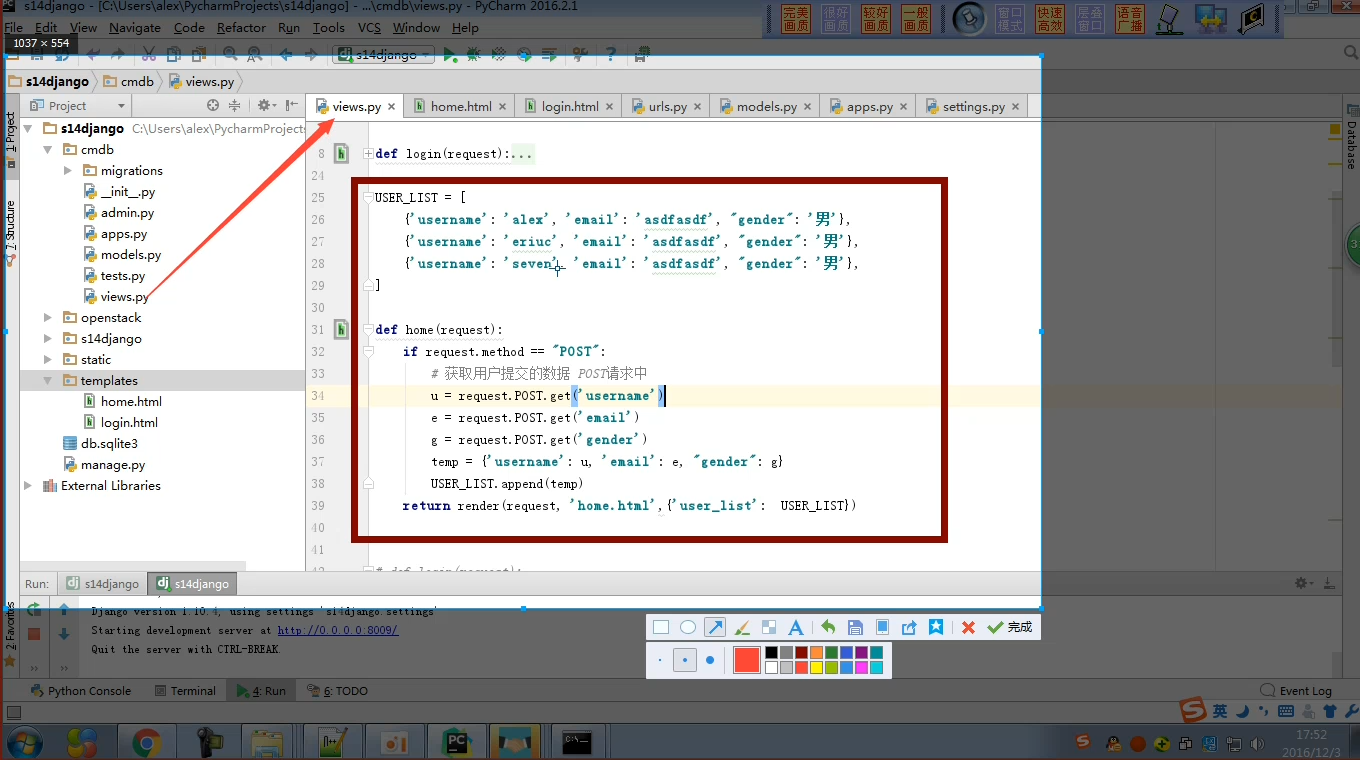 s14django - [C:\Users\alex\PycharmProjects\s14django] - ...\cmdb\views.py - PyCharm 2016.2.1
完美画质 很好画质 较好画质 一般画质 窗口模式 快速高效 层叠窗口 语音广播
File Edit View Navigate Code Refactor Run Tools VCS Window Help
1037 × 554
s14django
s14django cmdb views.py
Project
views.py home.html login.html urls.py models.py apps.py settings.py
1: Project
7: Structure
2: Favorites
Database
s14django C:\Users\alex\PycharmProjects
cmdb
migrations
__init__.py
admin.py
apps.py
models.py
tests.py
views.py
openstack
s14django
static
templates
home.html
login.html
db.sqlite3
manage.py
External Libraries
8 def login(request):...
24
25 USER_LIST = [
26 {'username': 'alex', 'email': 'asdfasdf', "gender": '男'},
27 {'username': 'eriuc', 'email': 'asdfasdf', "gender": '男'},
28 {'username': 'seven', 'email': 'asdfasdf', "gender": '男'},
29 ]
30
31 def home(request):
32 if request.method == "POST":
33 # 获取用户提交的数据 POST请求中
34 u = request.POST.get('username')
35 e = request.POST.get('email')
36 g = request.POST.get('gender')
37 temp = {'username': u, 'email': e, "gender": g}
38 USER_LIST.append(temp)
39 return render(request, 'home.html',{'user_list': USER_LIST})
40
41
42 # def login(request):
Run: s14django s14django
Django version 1.10.4, using settings 's14django.settings'
Starting development server at http://0.0.0.0:8009/
Quit the server with CTRL-BREAK.
完成
Python Console Terminal 4: Run 6: TODO Event Log
英
17:52
2016/12/3